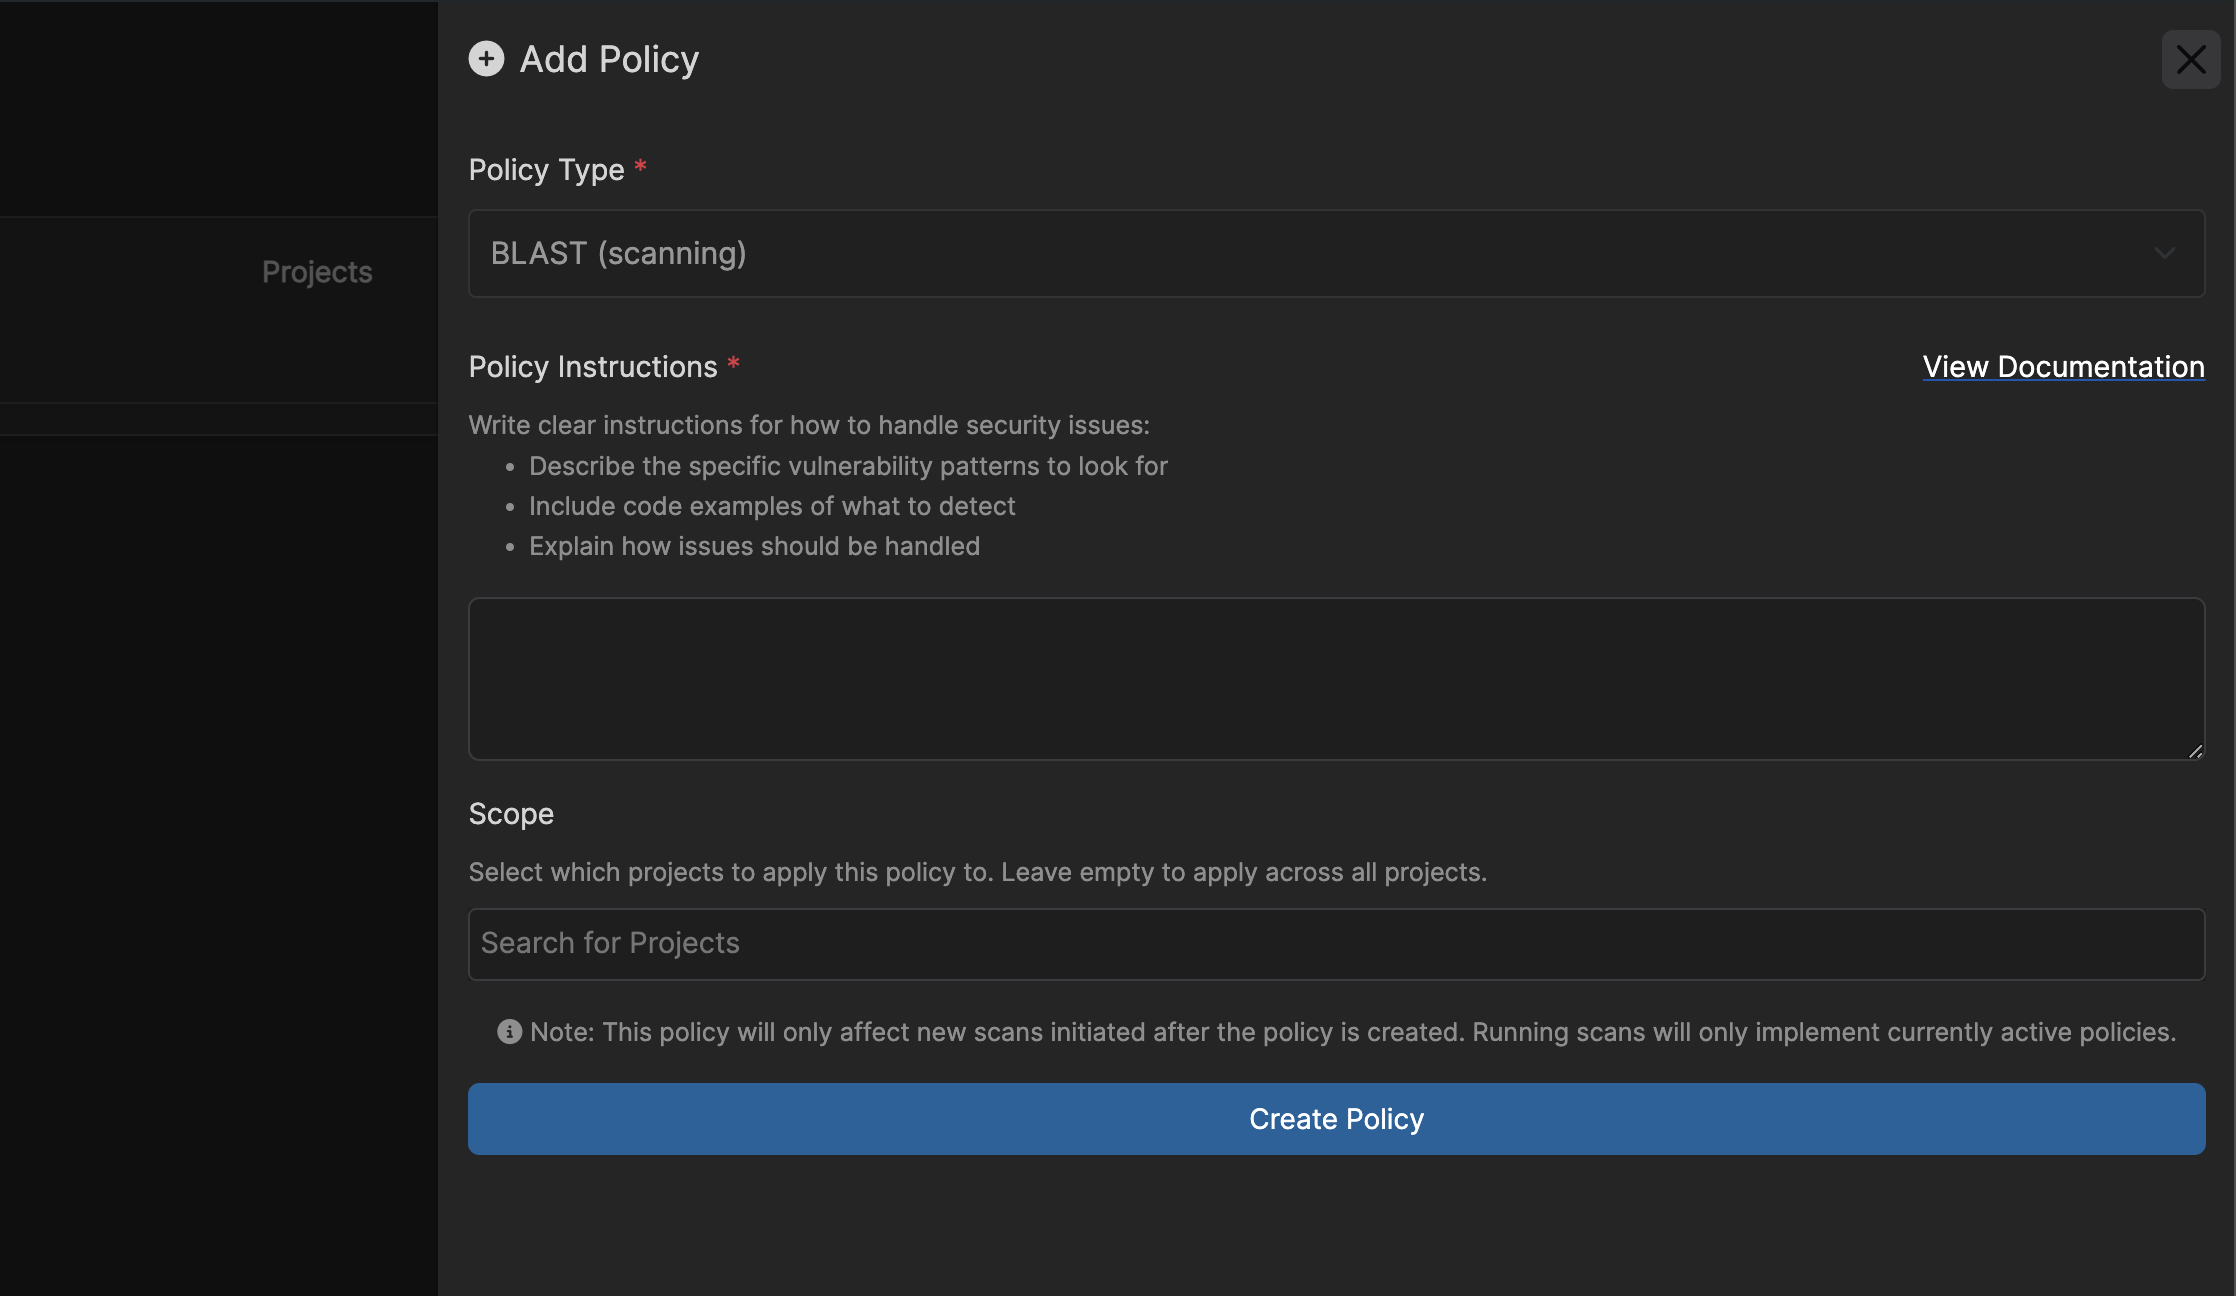 Add Policy
Policy Type *
BLAST (scanning)
Projects
Policy Instructions *
View Documentation
Write clear instructions for how to handle security issues:
• Describe the specific vulnerability patterns to look for
• Include code examples of what to detect
• Explain how issues should be handled
Scope
Select which projects to apply this policy to. Leave empty to apply across all projects.
Search for Projects
Note: This policy will only affect new scans initiated after the policy is created. Running scans will only implement currently active policies.
Create Policy